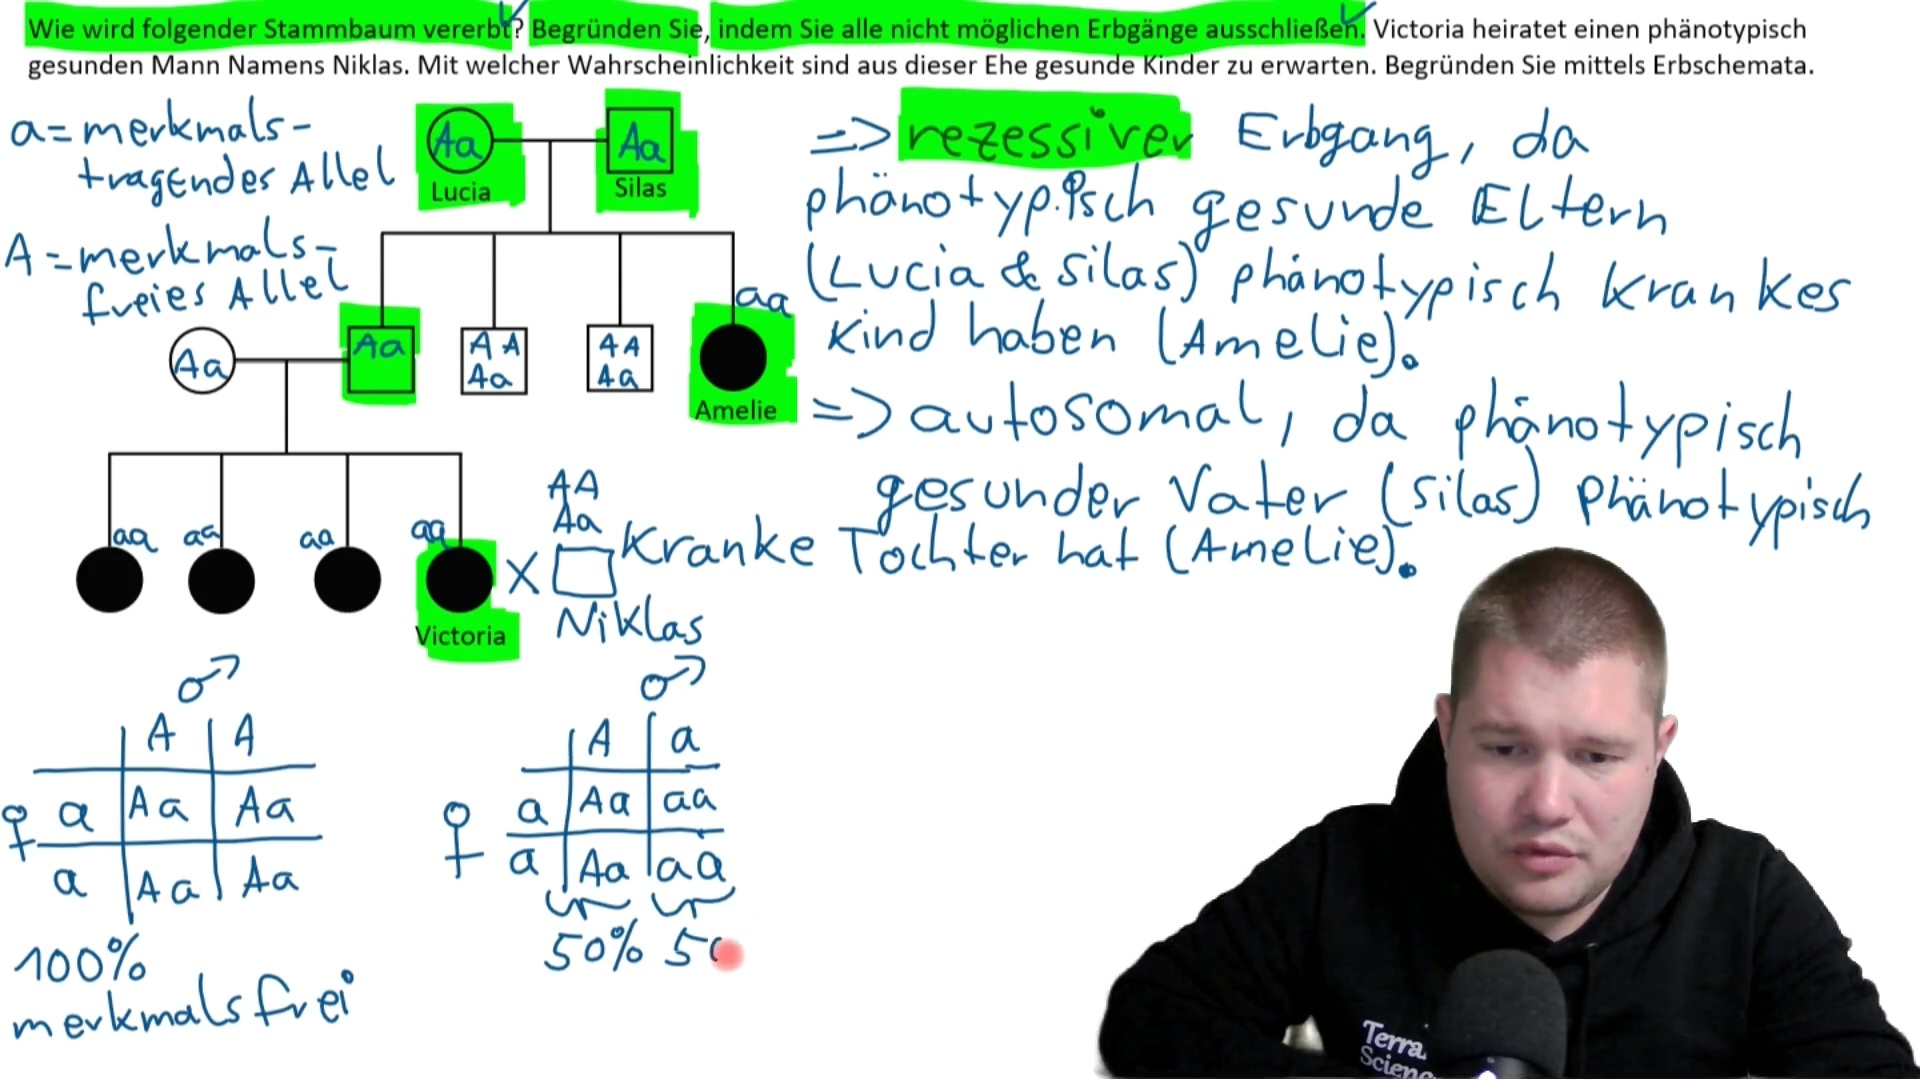 Wie wird folgender Stammbaum vererbt? Begründen Sie, indem Sie alle nicht möglichen Erbgänge ausschließen. Victoria heiratet einen phänotypisch
gesunden Mann Namens Niklas. Mit welcher Wahrscheinlichkeit sind aus dieser Ehe gesunde Kinder zu erwarten. Begründen Sie mittels Erbschemata.
a = merkmals-
tragendes Allel
A = merkmals-
freies Allel
Aa Aa
Lucia Silas
=> rezessiver Erbgang, da
phänotypisch gesunde Eltern
(Lucia & Silas) phänotypisch krankes
Kind haben (Amelie).
=> autosomal, da phänotypisch
gesunder Vater (Silas) phänotypisch
Kranke Tochter hat (Amelie).
aa
Aa Aa AA AA
Aa Aa
Amelie
aa aa aa aa
AA
Aa
X
Victoria
Niklas
♂
A A
♀ a Aa Aa
a Aa Aa
100%
merkmalsfrei
♂
A a
♀ a Aa aa
a Aa aa
50% 50
Terra
Scienc